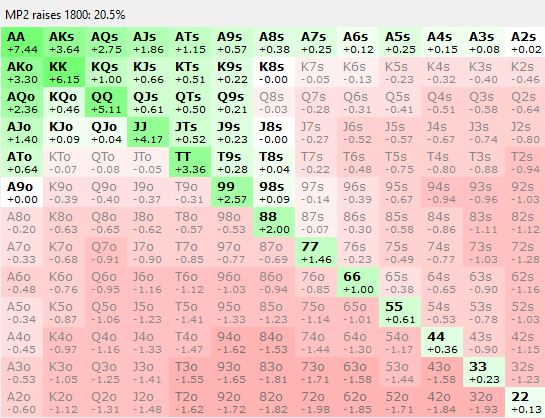 MP2 raises 1800: 20.5%
AA AKs AQs AJs ATs A9s A8s A7s A6s A5s A4s A3s A2s
+7.44 +3.64 +2.75 +1.86 +1.15 +0.57 +0.38 +0.25 +0.12 +0.25 +0.15 +0.08 +0.02
AKo KK KQs KJs KTs K9s K8s K7s K6s K5s K4s K3s K2s
+3.30 +6.15 +1.00 +0.66 +0.51 +0.22 -0.00 -0.05 -0.13 -0.23 -0.32 -0.40 -0.46
AQo KQo QQ QJs QTs Q9s Q8s Q7s Q6s Q5s Q4s Q3s Q2s
+2.36 +0.46 +5.11 +0.61 +0.50 +0.21 -0.03 -0.28 -0.31 -0.41 -0.51 -0.58 -0.64
AJo KJo QJo JJ JTs J9s J8s J7s J6s J5s J4s J3s J2s
+1.40 +0.09 +0.04 +4.17 +0.52 +0.23 -0.00 -0.27 -0.52 -0.57 -0.67 -0.74 -0.80
ATo KTo QTo JTo TT T9s T8s T7s T6s T5s T4s T3s T2s
+0.64 -0.07 -0.08 -0.05 +3.36 +0.28 +0.04 -0.22 -0.48 -0.75 -0.80 -0.88 -0.94
A9o K9o Q9o J9o T9o 99 98s 97s 96s 95s 94s 93s 92s
+0.00 -0.39 -0.40 -0.37 -0.31 +2.57 +0.09 -0.14 -0.39 -0.67 -0.94 -0.96 -1.03
A8o K8o Q8o J8o T8o 98o 88 87s 86s 85s 84s 83s 82s
-0.20 -0.63 -0.65 -0.62 -0.57 -0.53 +2.00 -0.07 -0.30 -0.58 -0.86 -1.11 -1.12
A7o K7o Q7o J7o T7o 97o 87o 77 76s 75s 74s 73s 72s
-0.33 -0.68 -0.91 -0.90 -0.85 -0.77 -0.69 +1.46 -0.23 -0.49 -0.77 -1.03 -1.28
A6o K6o Q6o J6o T6o 96o 86o 76o 66 65s 64s 63s 62s
-0.48 -0.76 -0.95 -1.16 -1.12 -1.03 -0.94 -0.85 +1.00 -0.38 -0.65 -0.90 -1.16
A5o K5o Q5o J5o T5o 95o 85o 75o 65o 55 54s 53s 52s
-0.34 -0.87 -1.06 -1.23 -1.41 -1.33 -1.23 -1.14 -1.01 +0.61 -0.53 -0.78 -1.03
A4o K4o Q4o J4o T4o 94o 84o 74o 64o 54o 44 43s 42s
-0.45 -0.97 -1.16 -1.33 -1.47 -1.62 -1.53 -1.44 -1.30 -1.17 +0.36 -0.90 -1.15
A3o K3o Q3o J3o T3o 93o 83o 73o 63o 53o 43o 33 32s
-0.53 -1.05 -1.25 -1.41 -1.55 -1.65 -1.81 -1.71 -1.58 -1.44 -1.58 +0.23 -1.23
A2o K2o Q2o J2o T2o 92o 82o 72o 62o 52o 42o 32o 22
-0.60 -1.12 -1.31 -1.48 -1.62 -1.72 -1.82 -1.98 -1.85 -1.71 -1.84 -1.93 +0.13